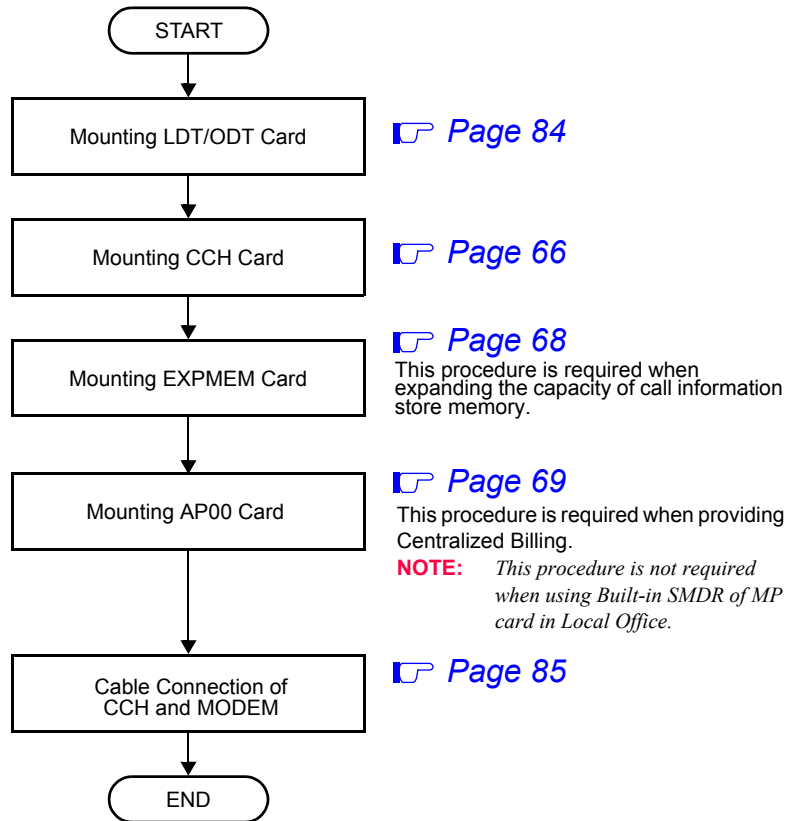 START
Mounting LDT/ODT Card
Page 84
Mounting CCH Card
Page 66
Mounting EXPMEM Card
Page 68
This procedure is required when
expanding the capacity of call information
store memory.
Mounting AP00 Card
Page 69
This procedure is required when providing
Centralized Billing.
NOTE: This procedure is not required
when using Built-in SMDR of MP
card in Local Office.
Cable Connection of
CCH and MODEM
Page 85
END